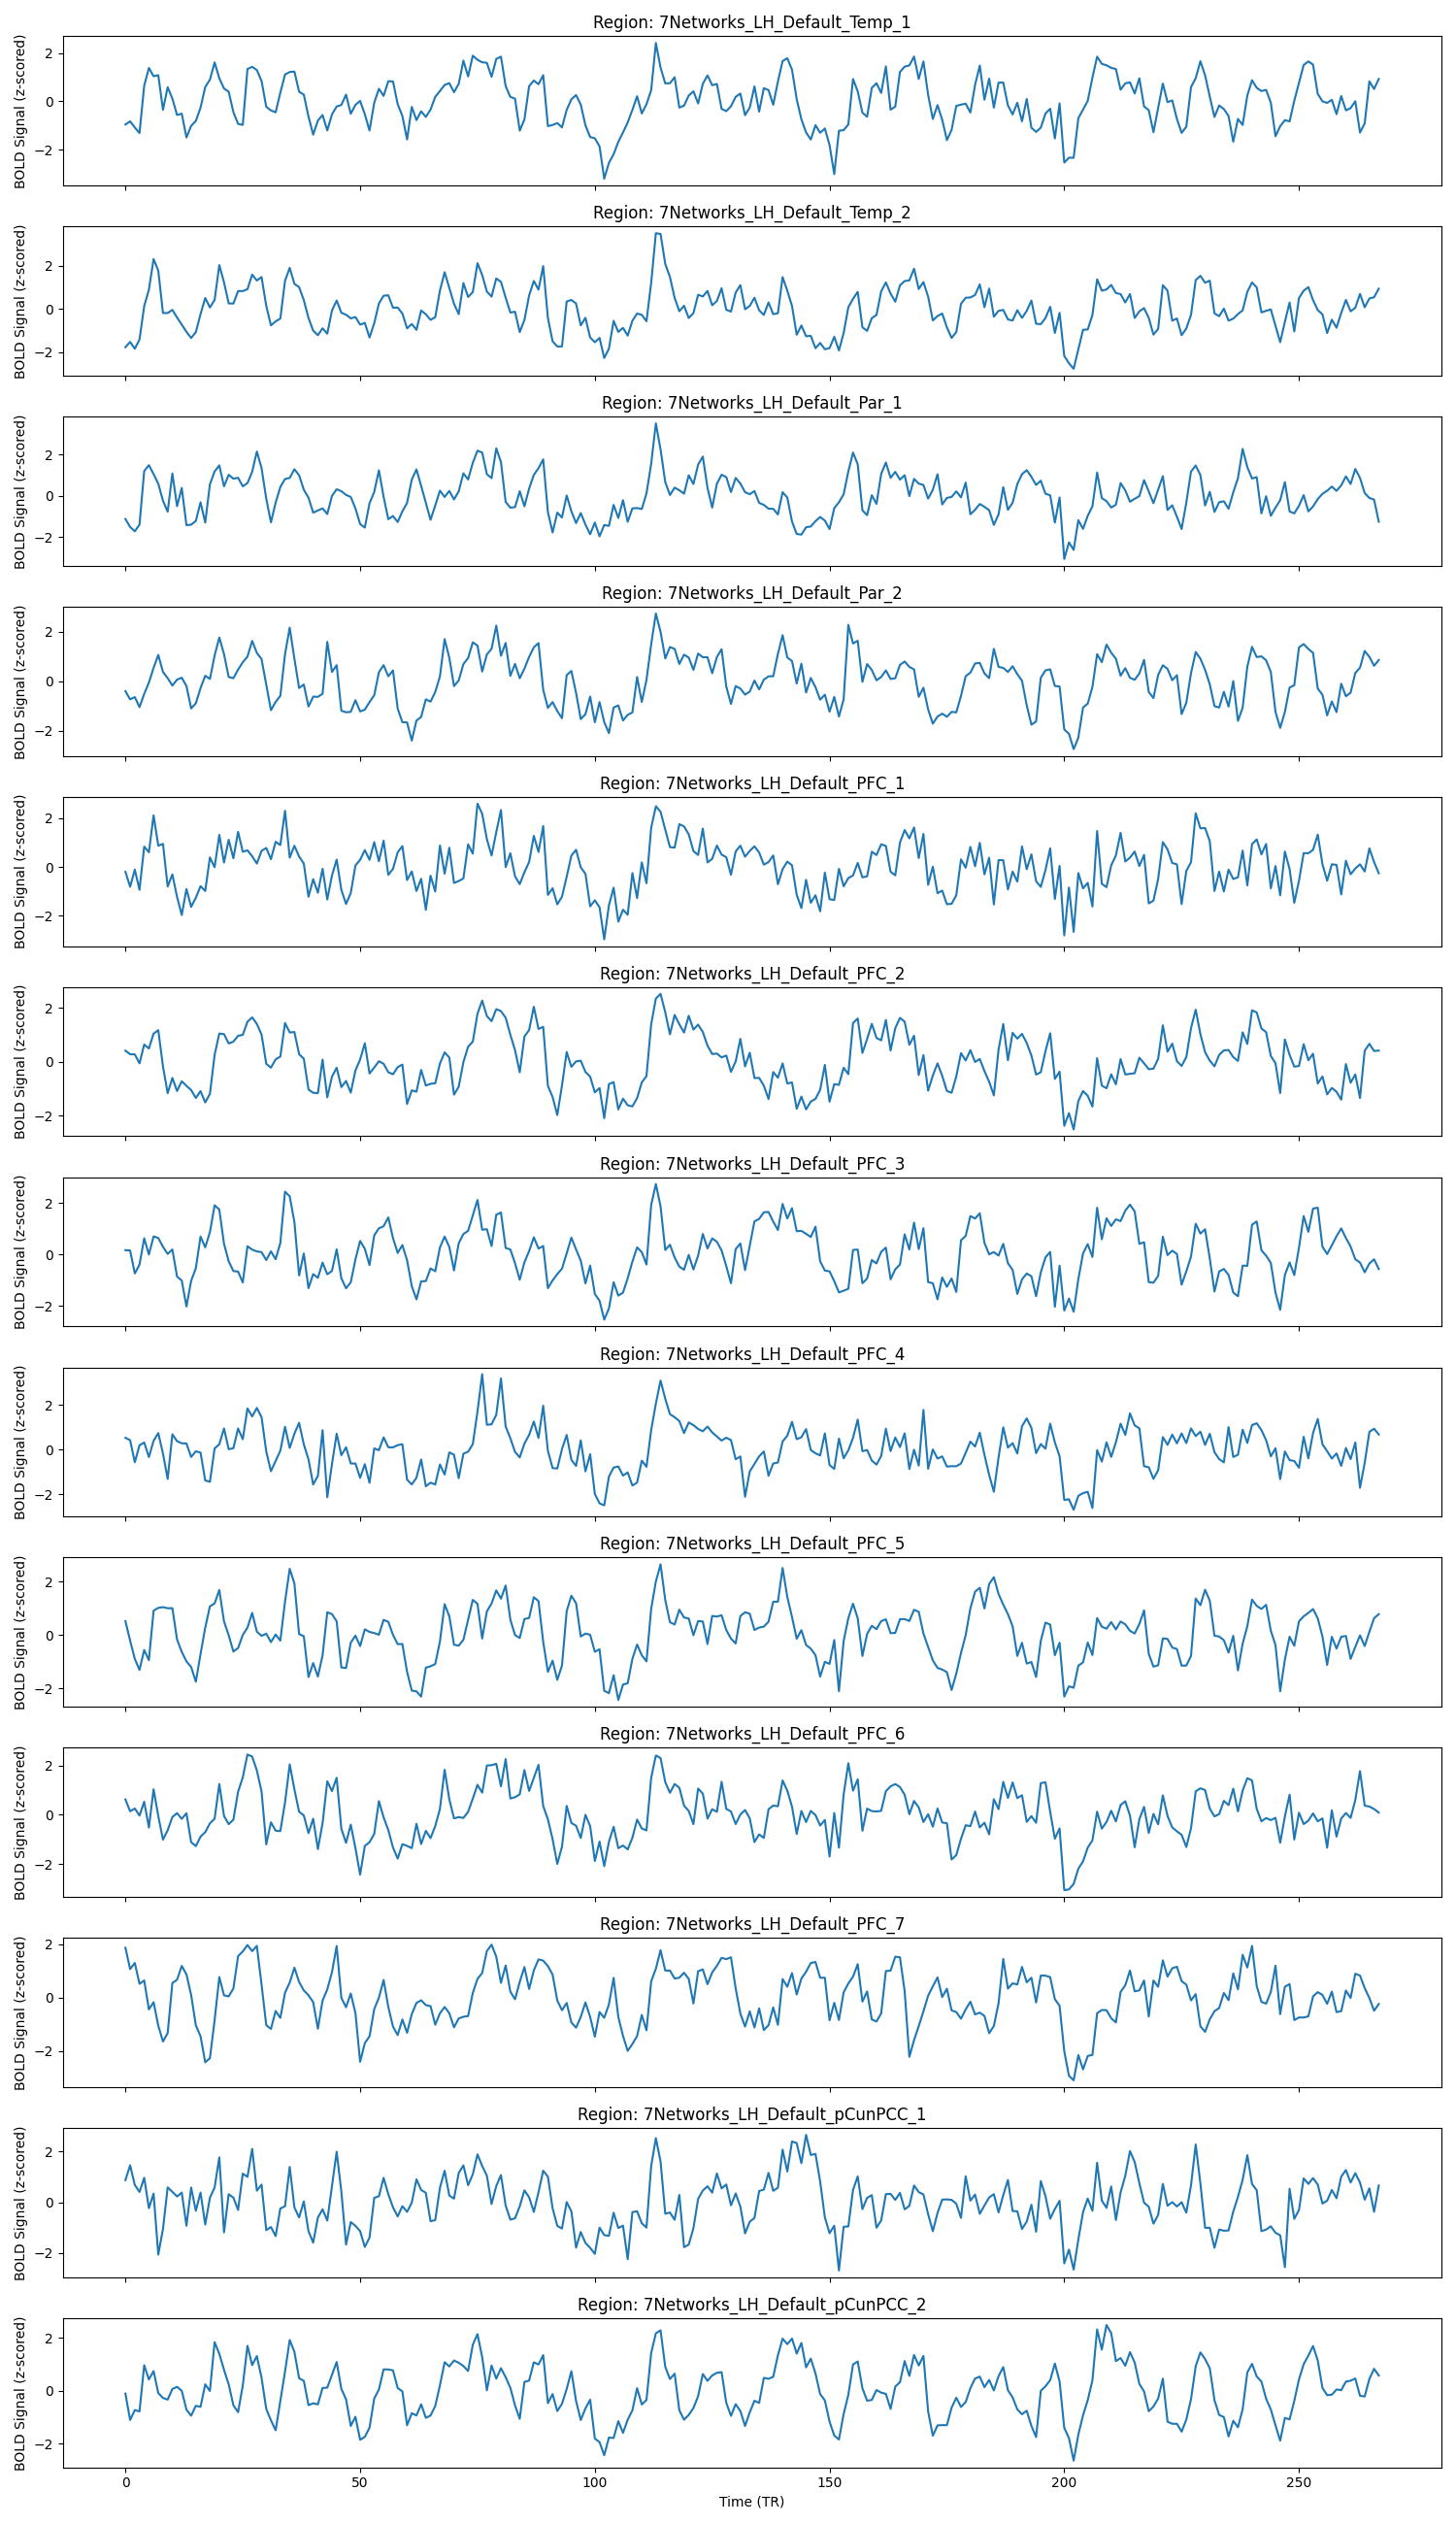 Region: 7Networks_LH_Default_Temp_1
BOLD Signal (z-scored)
2
0
−2
Region: 7Networks_LH_Default_Temp_2
BOLD Signal (z-scored)
2
0
−2
Region: 7Networks_LH_Default_Par_1
BOLD Signal (z-scored)
2
0
−2
Region: 7Networks_LH_Default_Par_2
BOLD Signal (z-scored)
2
0
−2
Region: 7Networks_LH_Default_PFC_1
BOLD Signal (z-scored)
2
0
−2
Region: 7Networks_LH_Default_PFC_2
BOLD Signal (z-scored)
2
0
−2
Region: 7Networks_LH_Default_PFC_3
BOLD Signal (z-scored)
2
0
−2
Region: 7Networks_LH_Default_PFC_4
BOLD Signal (z-scored)
2
0
−2
Region: 7Networks_LH_Default_PFC_5
BOLD Signal (z-scored)
2
0
−2
Region: 7Networks_LH_Default_PFC_6
BOLD Signal (z-scored)
2
0
−2
Region: 7Networks_LH_Default_PFC_7
BOLD Signal (z-scored)
2
0
−2
Region: 7Networks_LH_Default_pCunPCC_1
BOLD Signal (z-scored)
2
0
−2
Region: 7Networks_LH_Default_pCunPCC_2
BOLD Signal (z-scored)
2
0
−2
0 50 100 150 200 250
Time (TR)